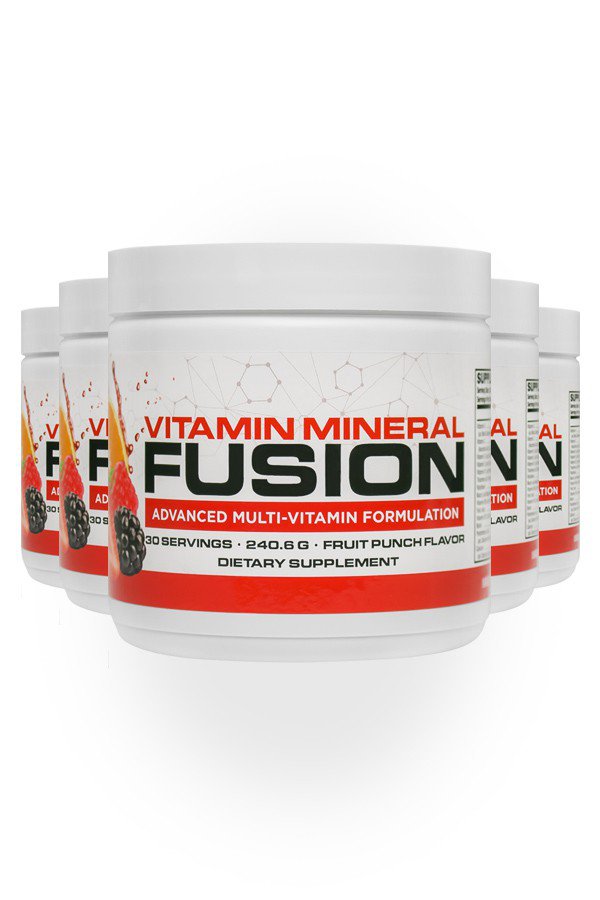 VITAMIN MINERAL
FUSION
ADVANCED MULTI-VITAMIN FORMULATION
30 SERVINGS · 240.6 G · FRUIT PUNCH FLAVOR
DIETARY SUPPLEMENT